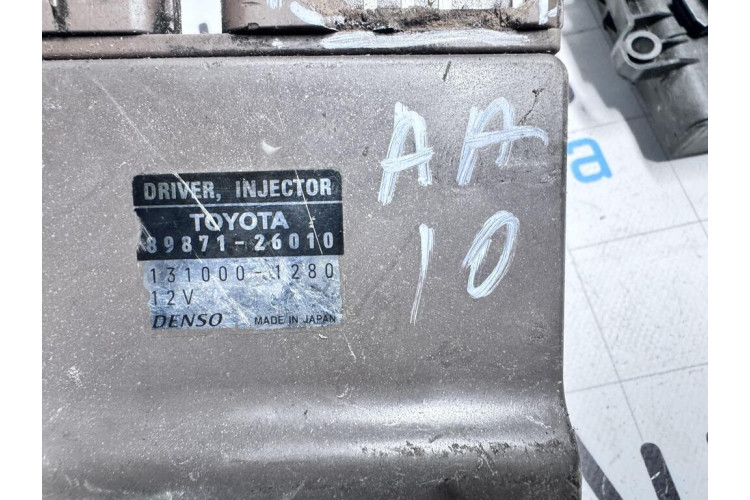 DRIVER, INJECTOR
TOYOTA
89871-26010
131000-1280
12V
DENSO MADE IN JAPAN
AA
10
a